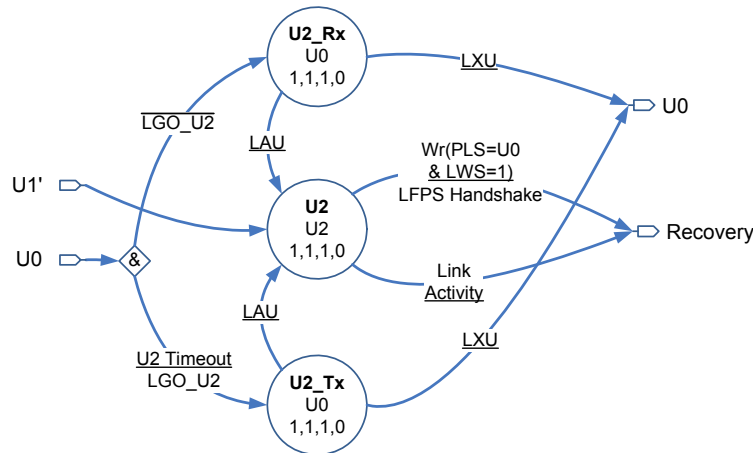 U2_Rx
U0
1,1,1,0
LXU
U0
LGO_U2
LAU
Wr(PLS=U0
& LWS=1)
LFPS Handshake
U1'
U2
U2
1,1,1,0
Recovery
U0
&
Link
Activity
LAU
LXU
U2 Timeout
LGO_U2
U2_Tx
U0
1,1,1,0